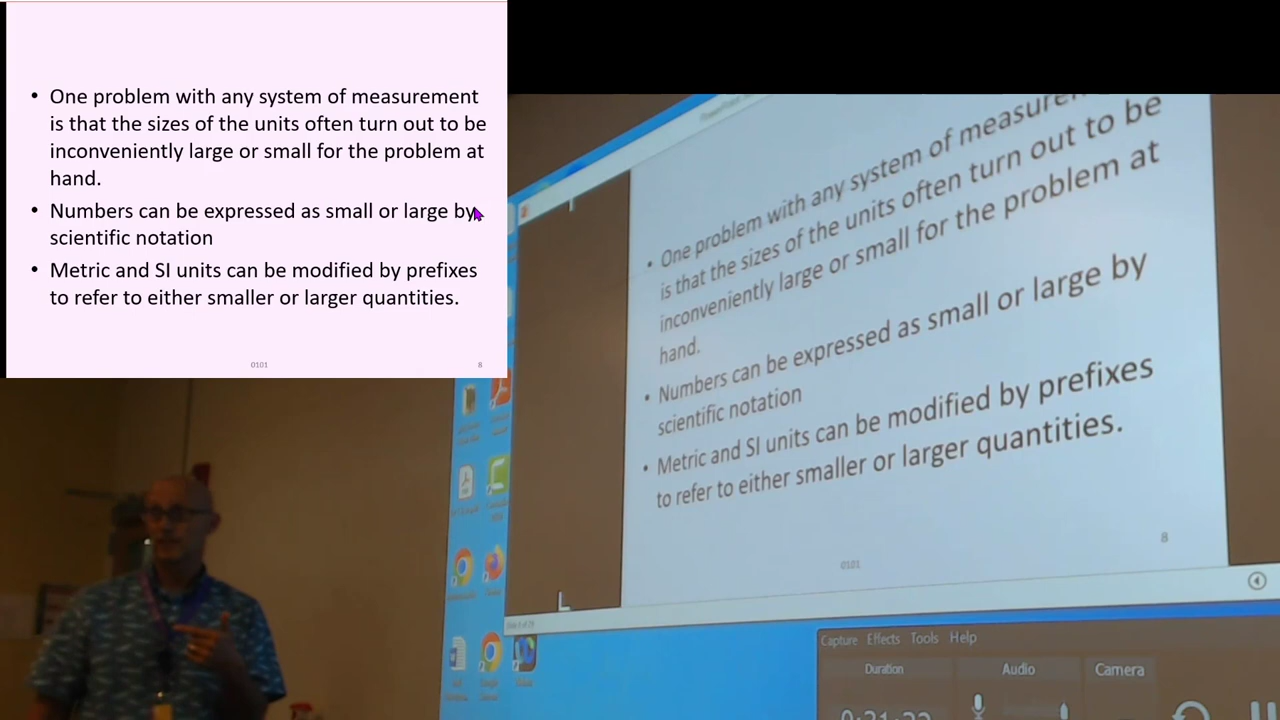 • One problem with any system of measurement
is that the sizes of the units often turn out to be
inconveniently large or small for the problem at
hand.
• Numbers can be expressed as small or large by
scientific notation
• Metric and SI units can be modified by prefixes
to refer to either smaller or larger quantities.
0101
8
• One problem with any system of
is that the sizes of the units often turn out to be
inconveniently large or small for the problem at
hand.
• Numbers can be expressed as small or large by
scientific notation
• Metric and SI units can be modified by prefixes
to refer to either smaller or larger quantities.
8
0101
Capture Effects Tools Help
Duration Audio Camera